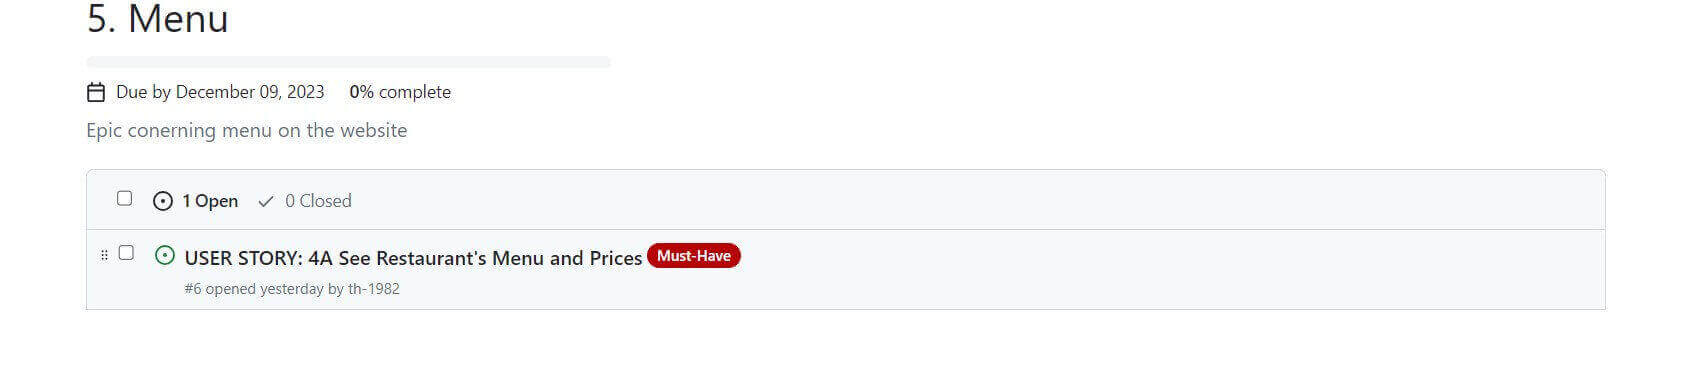 5. Menu
Due by December 09, 2023 0% complete
Epic conerning menu on the website
1 Open 0 Closed
USER STORY: 4A See Restaurant's Menu and Prices Must-Have
#6 opened yesterday by th-1982